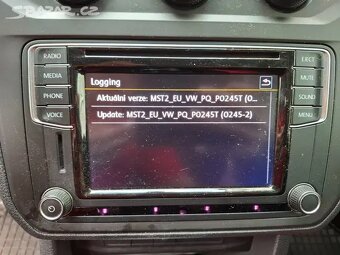 SBAZAR.CZ
RADIO
MEDIA
PHONE
VOICE
EJECT
MUTE
SOUND
MENU
Logging
Aktuální verze: MST2_EU_VW_PQ_P0245T (0...
Update: MST2_EU_VW_PQ_P0245T (0245-2)